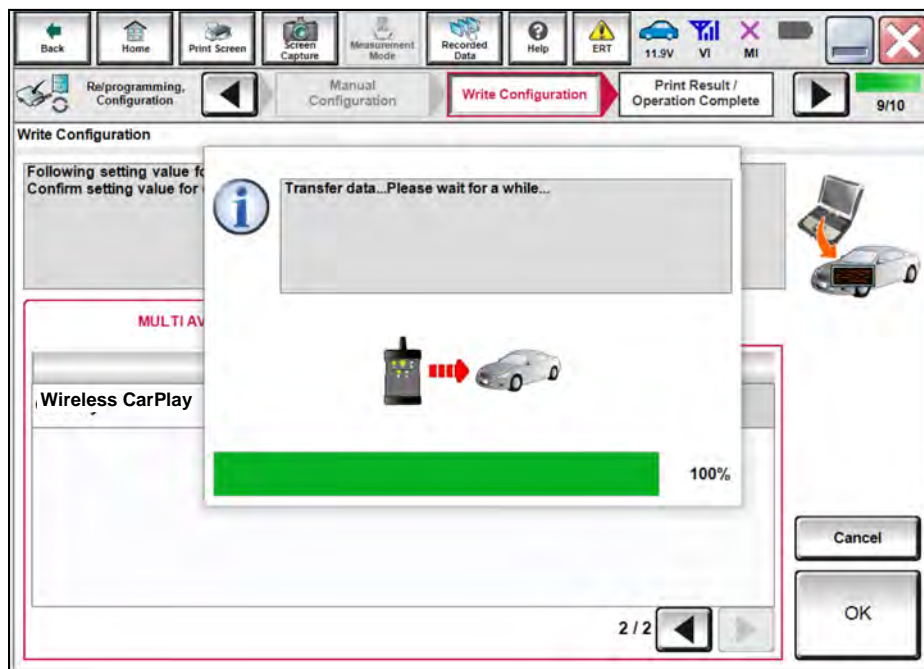 Back
Home
Print Screen
Screen
Capture
Measurement
Mode
Recorded
Data
Help
ERT
11.9V
VI
MI
Re/programming,
Configuration
Manual
Configuration
Write Configuration
Print Result /
Operation Complete
9/10
Write Configuration
Following setting value fo
Confirm setting value for
Transfer data...Please wait for a while...
MULTI AV
Wireless CarPlay
100%
Cancel
2 / 2
OK